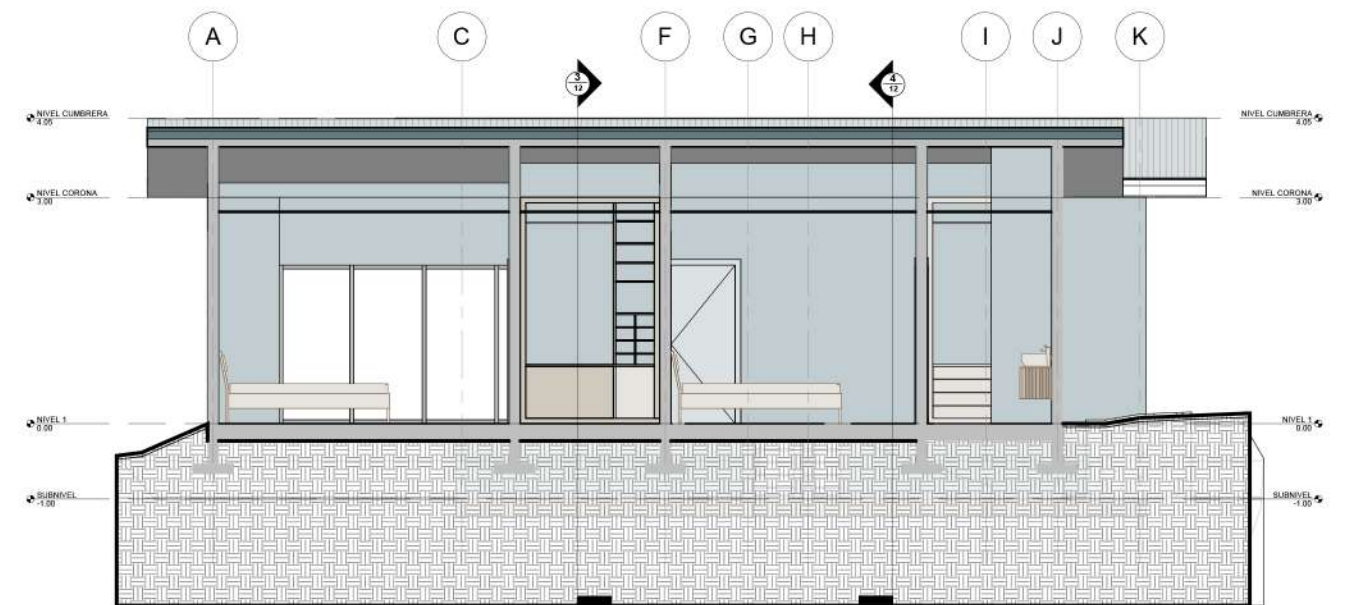 A C F G H I J K
3
12
4
12
NIVEL CUMBRERA
4.05
NIVEL CUMBRERA
4.05
NIVEL CORONA
3.00
NIVEL CORONA
3.00
NIVEL 1
0.00
NIVEL 1
0.00
SUBNIVEL
-1.00
SUBNIVEL
-1.00